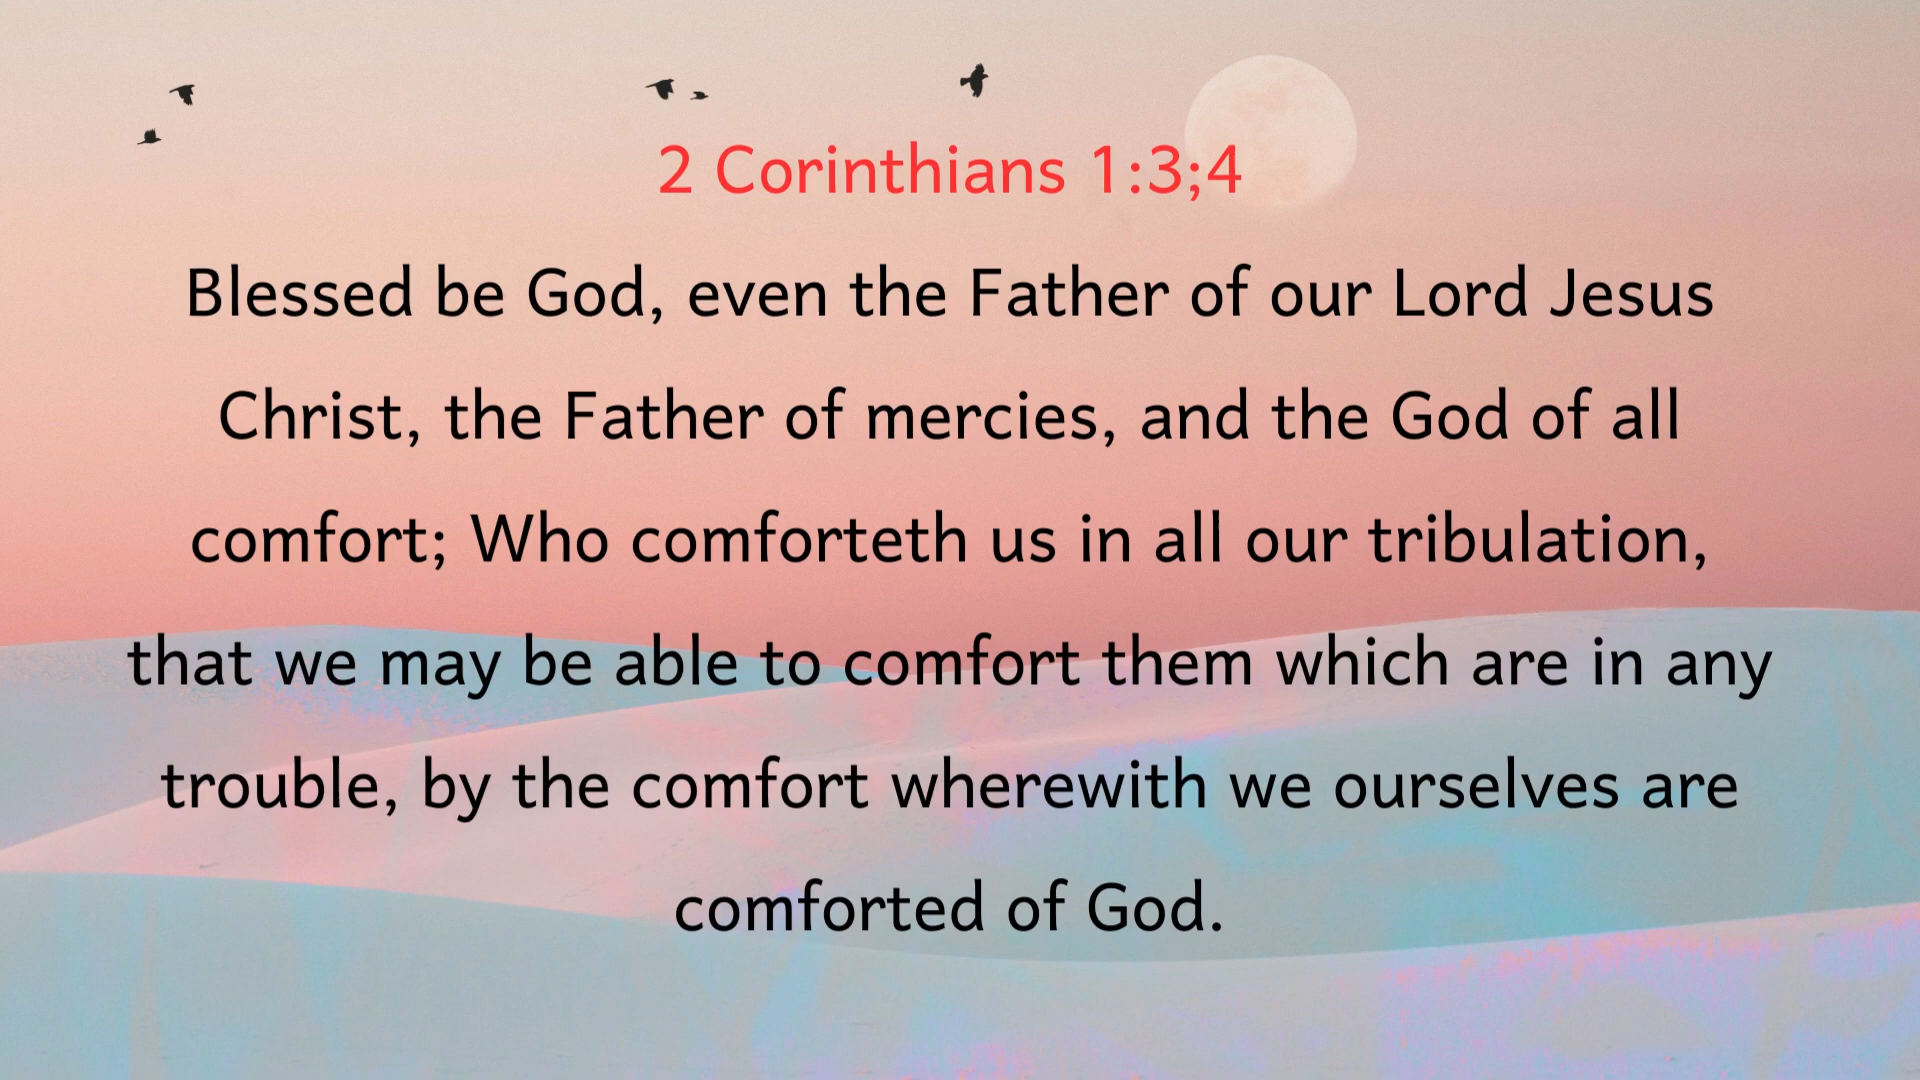 2 Corinthians 1:3;4
Blessed be God, even the Father of our Lord Jesus
Christ, the Father of mercies, and the God of all
comfort; Who comforteth us in all our tribulation,
that we may be able to comfort them which are in any
trouble, by the comfort wherewith we ourselves are
comforted of God.